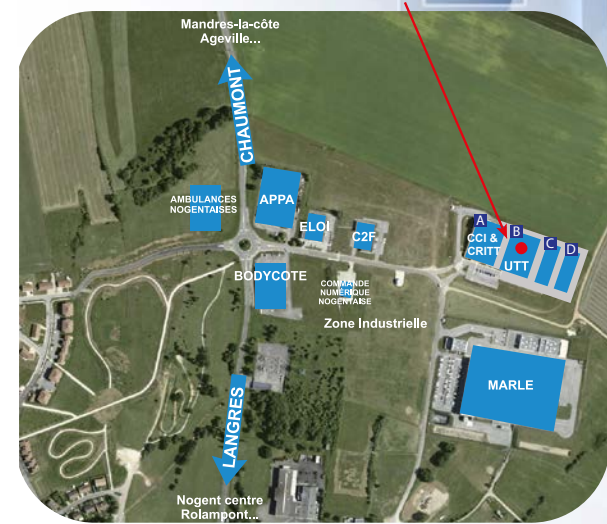 Mandres-la-côte
Ageville...
CHAUMONT
AMBULANCES
NOGENTAISES
APPA
ELOI
C2F
A
CCI &
CRITT
B
UTT
C
D
BODYCOTE
COMMANDE
NUMÉRIQUE
NOGENTAISE
Zone Industrielle
MARLE
LANGRES
Nogent centre
Rolampont...